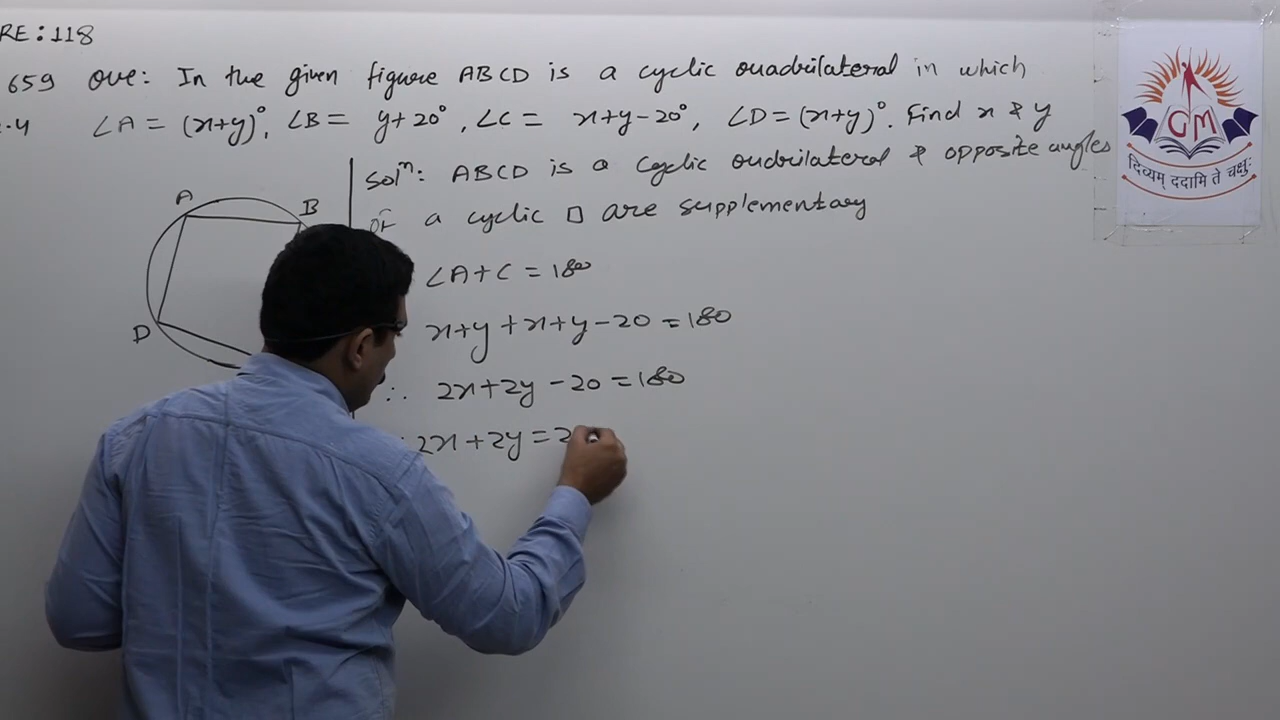 RE:118
659 Que: In the given figure ABCD is a cyclic quadrilateral in which
∠A = (x+y)°, ∠B = y+20°, ∠C = x+y-20°, ∠D = (x+y)°. Find x & y
Solⁿ: ABCD is a cyclic quadrilateral & opposite angles
of a cyclic □ are supplementary
∠A+C = 180
x+y+x+y-20 = 180
∴ 2x+2y-20 = 180
2x+2y = 2
A
B
D
GM
दिव्यम् ददामि ते चक्षुः